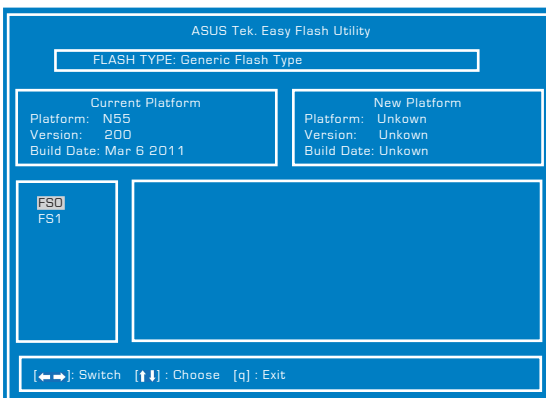 ASUS Tek. Easy Flash Utility
FLASH TYPE: Generic Flash Type
Current Platform
Platform: N55
Version: 200
Build Date: Mar 6 2011
New Platform
Platform: Unkown
Version: Unkown
Build Date: Unkown
FS0
FS1
[←→]: Switch [↑↓] : Choose [q] : Exit